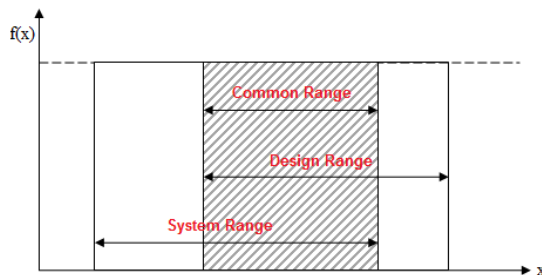 f(x)
Common Range
Design Range
System Range
x